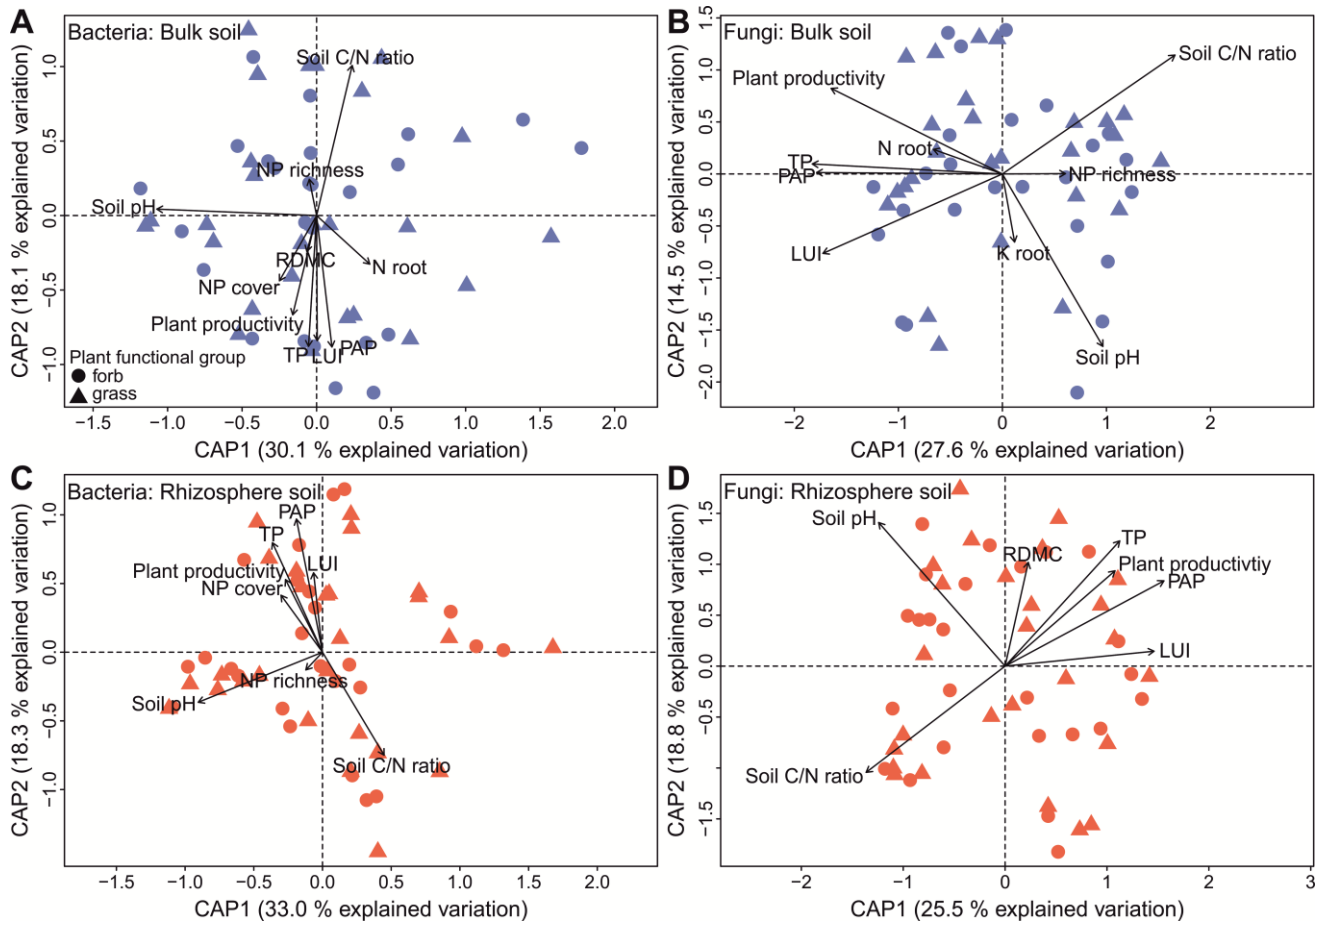 A
Bacteria: Bulk soil
Soil C/N ratio
NP richness
Soil pH
RDMC
N root
NP cover
Plant productivity
TP
LUI
PAP
Plant functional group
forb
grass
1.0
0.5
0.0
−0.5
−1.0
CAP2 (18.1 % explained variation)
−1.5
−1.0
−0.5
0.0
0.5
1.0
1.5
2.0
CAP1 (30.1 % explained variation)
B
Fungi: Bulk soil
Soil C/N ratio
Plant productivity
N root
TP
PAP
NP richness
LUI
K root
Soil pH
1.5
1.0
0.5
0.0
−0.5
−1.0
−1.5
−2.0
CAP2 (14.5 % explained variation)
−2
−1
0
1
2
CAP1 (27.6 % explained variation)
C
Bacteria: Rhizosphere soil
PAP
TP
LUI
Plant productivity
NP cover
NP richness
Soil pH
Soil C/N ratio
1.0
0.5
0.0
−0.5
−1.0
CAP2 (18.3 % explained variation)
−1.5
−1.0
−0.5
0.0
0.5
1.0
1.5
2.0
CAP1 (33.0 % explained variation)
D
Fungi: Rhizosphere soil
Soil pH
TP
RDMC
Plant productivtiy
PAP
LUI
Soil C/N ratio
1.5
1.0
0.5
0.0
−0.5
−1.5
CAP2 (18.8 % explained variation)
−2
−1
0
1
2
3
CAP1 (25.5 % explained variation)